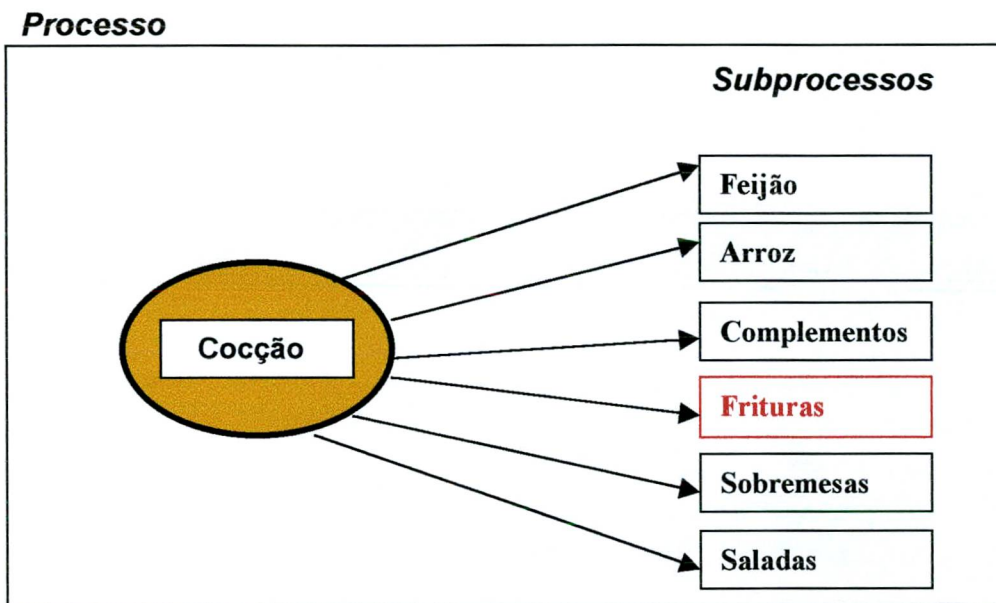 Processo
Subprocessos
Feijão
Arroz
Cocção
Complementos
Frituras
Sobremesas
Saladas